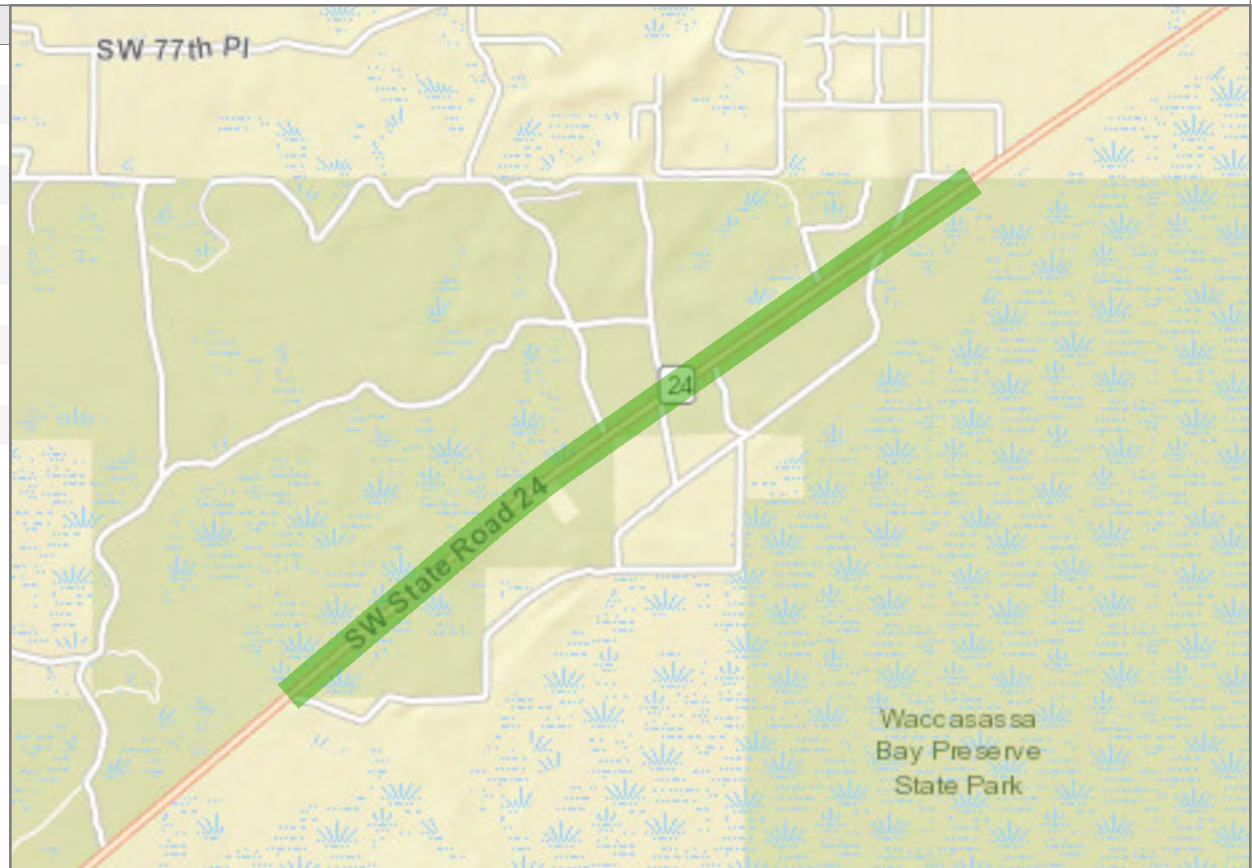 SW 77th Pl
24
SW State Road 24
Waccasassa
Bay Preserve
State Park